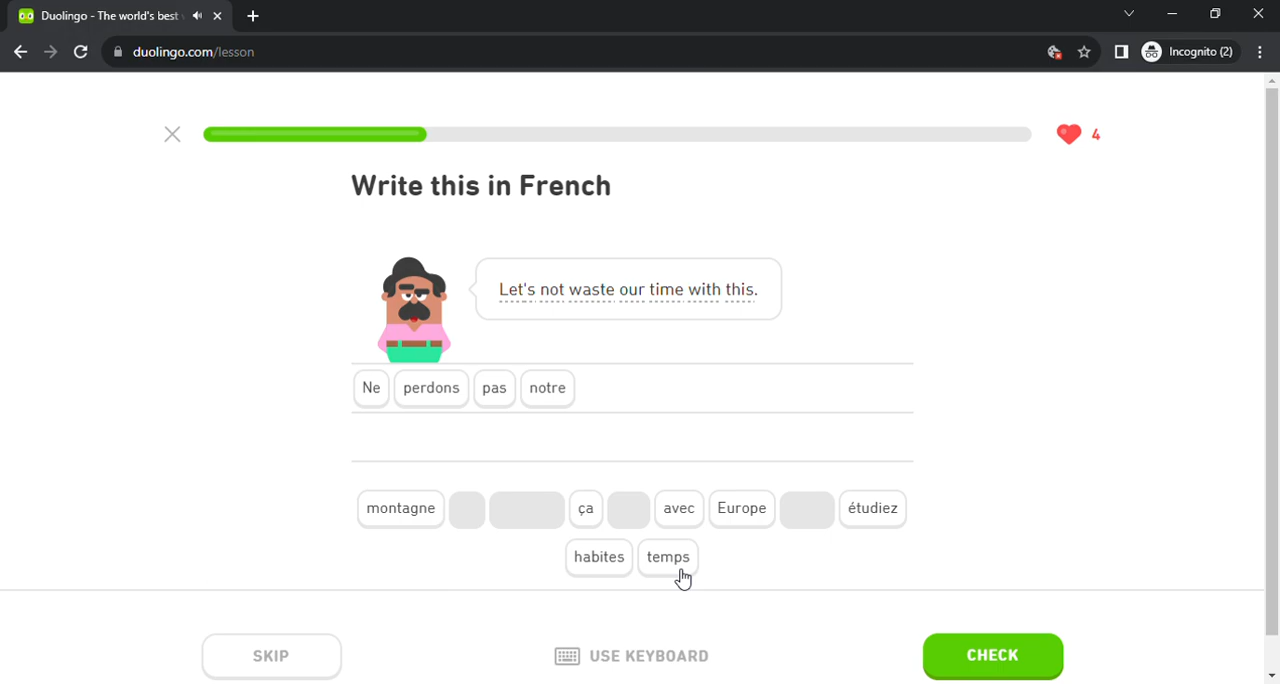 Duolingo - The world's best
duolingo.com/lesson
Incognito (2)
4
Write this in French
Let's not waste our time with this.
Ne perdons pas notre
montagne ça avec Europe étudiez
habites temps
SKIP USE KEYBOARD CHECK